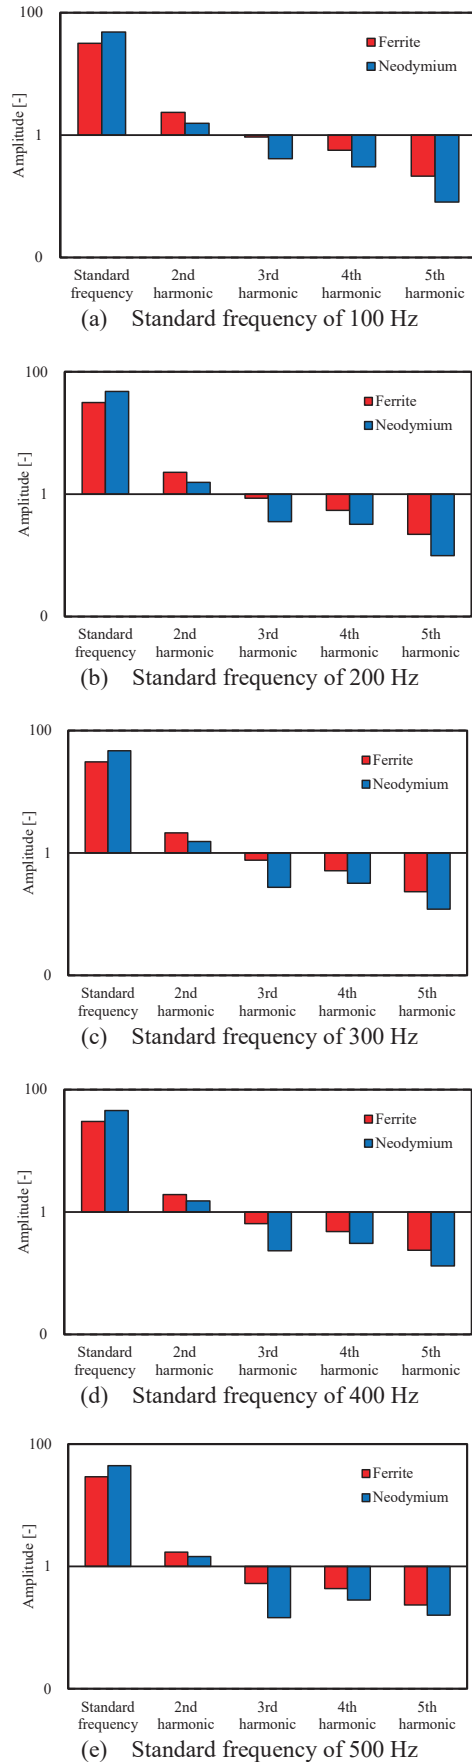 100
Ferrite
Neodymium
Amplitude [-]
1
0
Standard frequency
2nd harmonic
3rd harmonic
4th harmonic
5th harmonic
(a) Standard frequency of 100 Hz
100
Ferrite
Neodymium
Amplitude [-]
1
0
Standard frequency
2nd harmonic
3rd harmonic
4th harmonic
5th harmonic
(b) Standard frequency of 200 Hz
100
Ferrite
Neodymium
Amplitude [-]
1
0
Standard frequency
2nd harmonic
3rd harmonic
4th harmonic
5th harmonic
(c) Standard frequency of 300 Hz
100
Ferrite
Neodymium
Amplitude [-]
1
0
Standard frequency
2nd harmonic
3rd harmonic
4th harmonic
5th harmonic
(d) Standard frequency of 400 Hz
100
Ferrite
Neodymium
Amplitude [-]
1
0
Standard frequency
2nd harmonic
3rd harmonic
4th harmonic
5th harmonic
(e) Standard frequency of 500 Hz